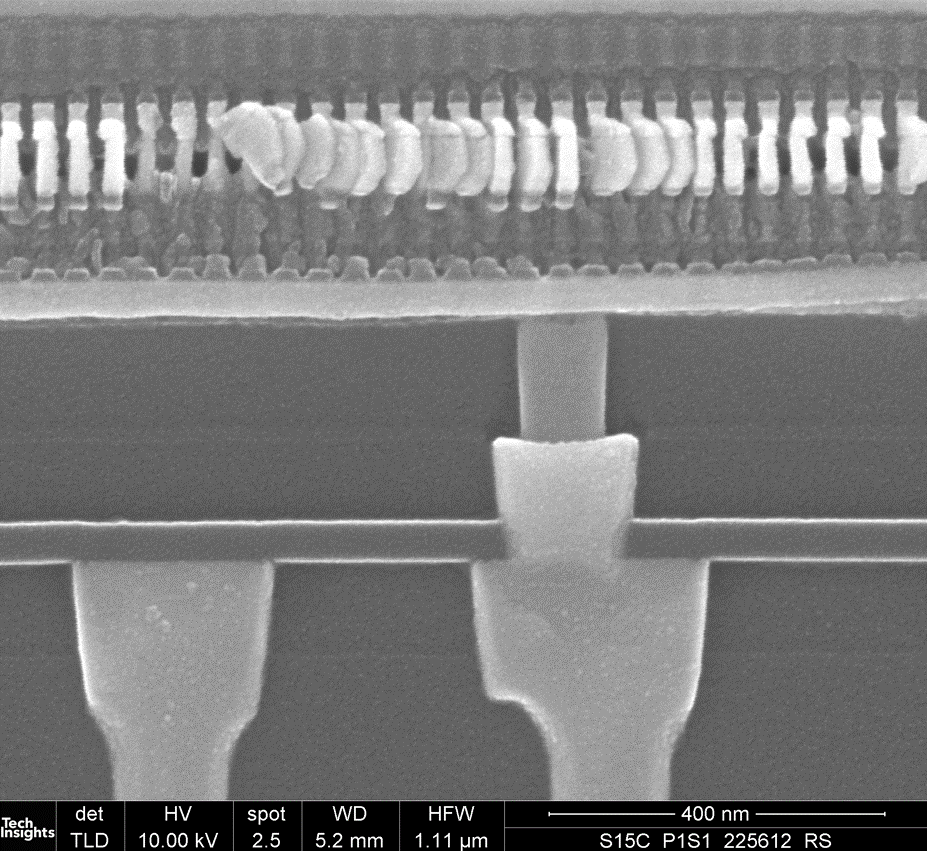 Tech
Insights
det HV spot WD HFW
TLD 10.00 kV 2.5 5.2 mm 1.11 µm
400 nm
S15C P1S1 225612 RS